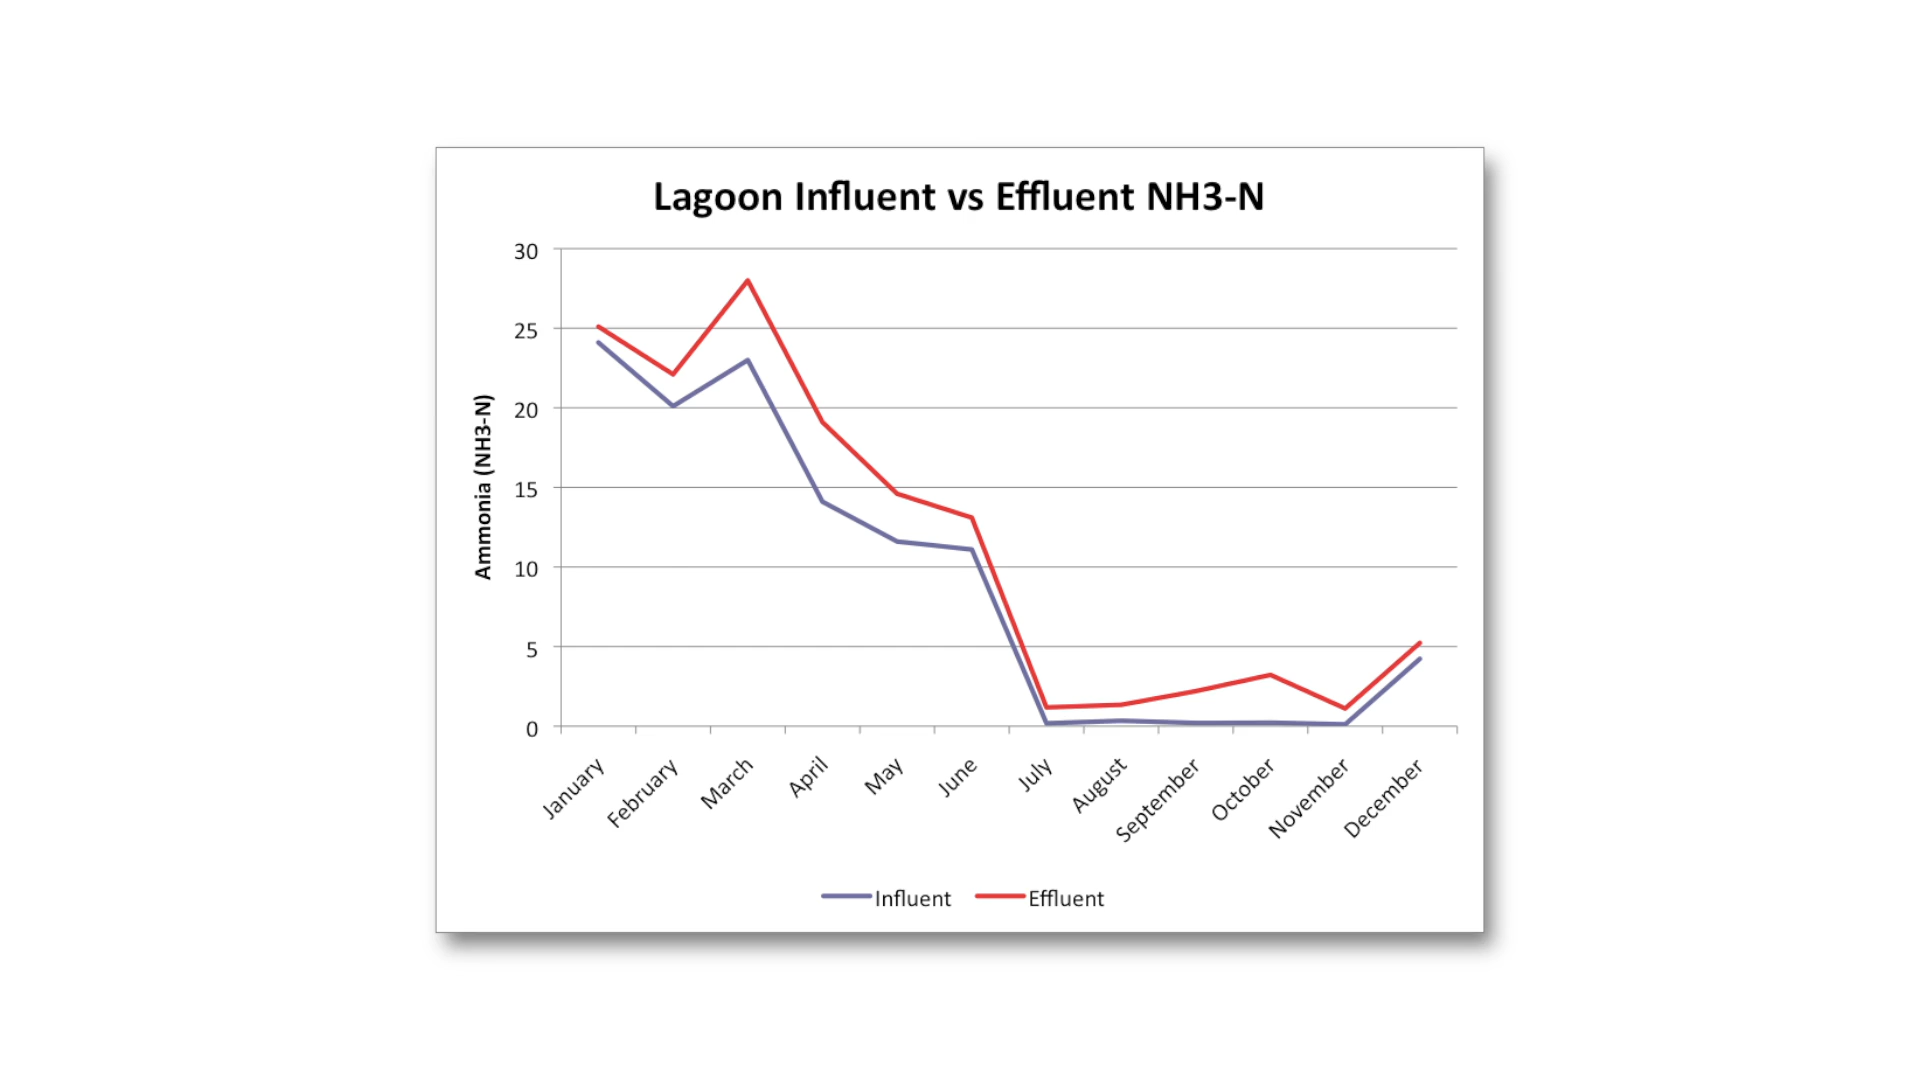 Lagoon Influent vs Effluent NH3-N
Ammonia (NH3-N)
30
25
20
15
10
5
0
January
February
March
April
May
June
July
August
September
October
November
December
Influent
Effluent